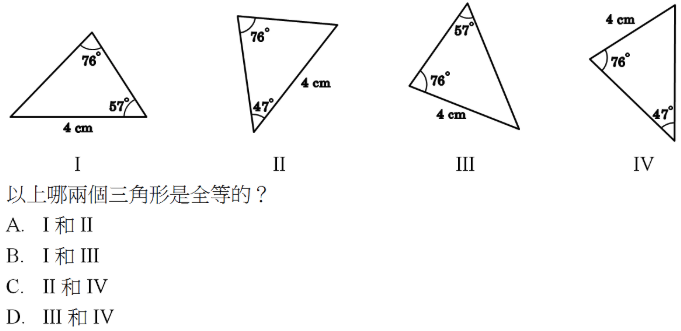 76° 57° 4 cm
76° 47° 4 cm
57° 76° 4 cm
4 cm 76° 47°
I II III IV
以上哪兩個三角形是全等的？
A. I 和 II
B. I 和 III
C. II 和 IV
D. III 和 IV